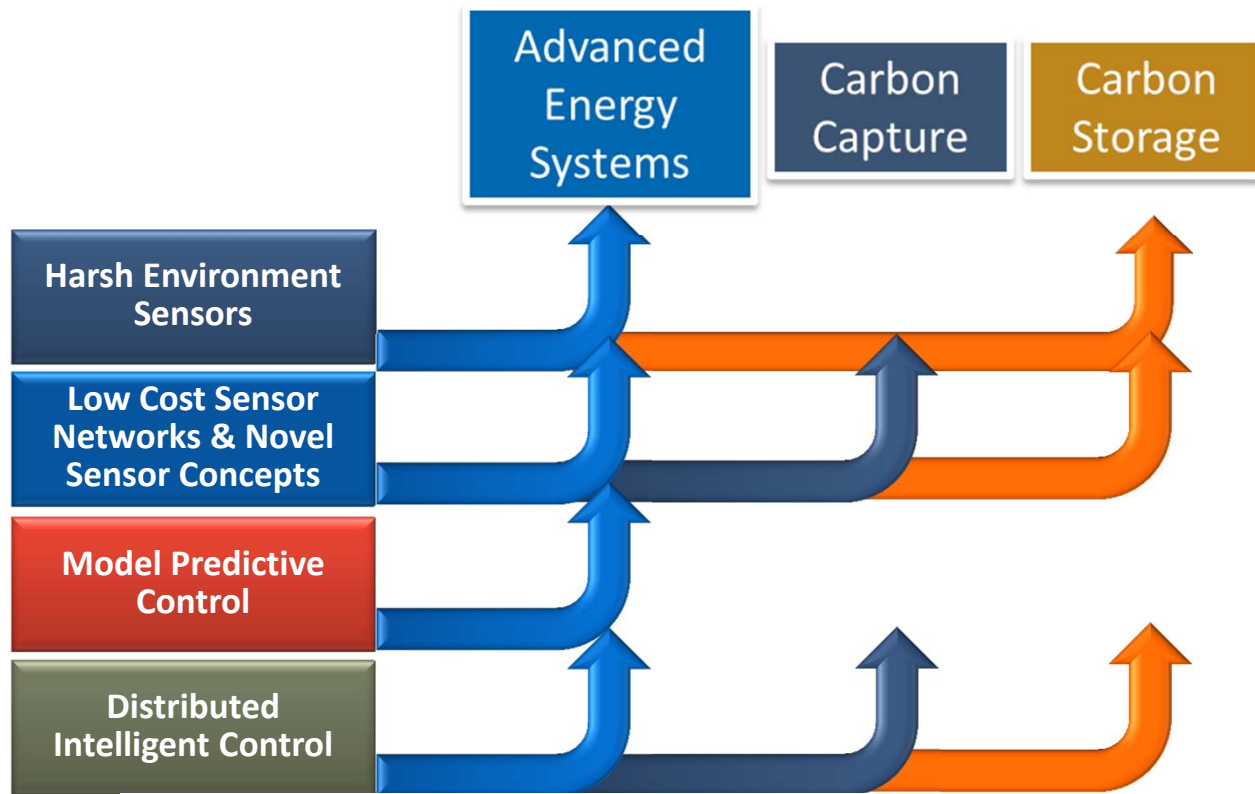 Advanced
Energy
Systems
Carbon
Capture
Carbon
Storage
Harsh Environment
Sensors
Low Cost Sensor
Networks & Novel
Sensor Concepts
Model Predictive
Control
Distributed
Intelligent Control